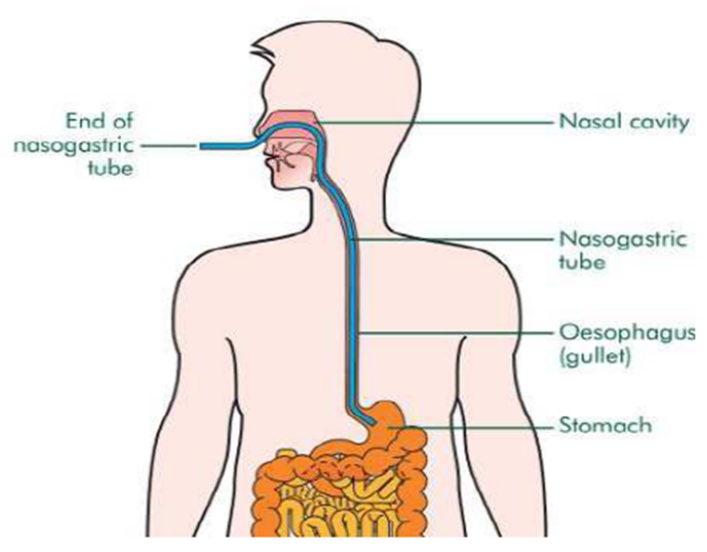 End of
nasogastric
tube
Nasal cavity
Nasogastric
tube
Oesophagus
(gullet)
Stomach